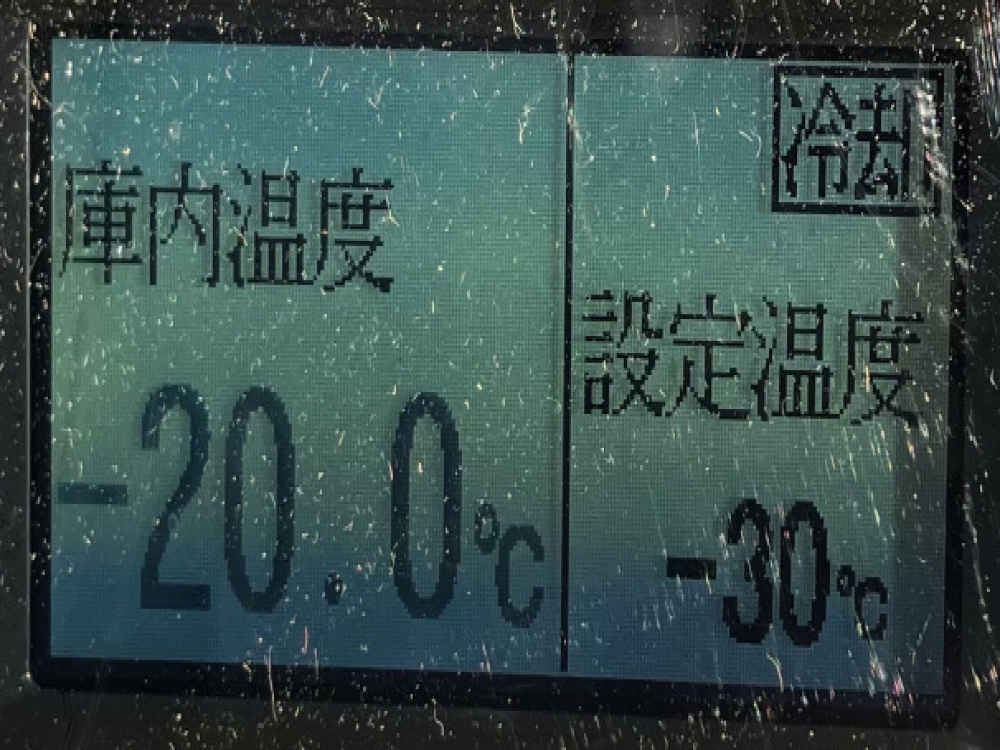 冷却
庫内温度
設定温度
-20.0℃
-30℃